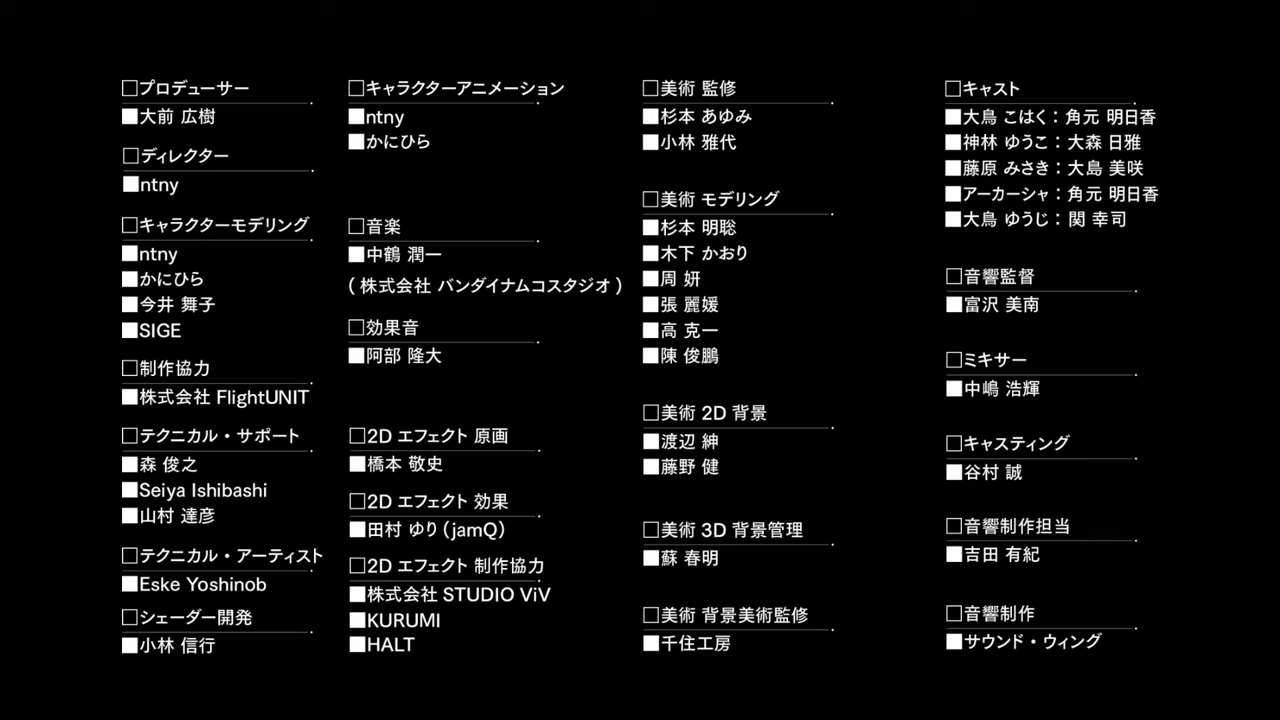 □プロデューサー
■大前 広樹
□ディレクター
■ntny
□キャラクターモデリング
■ntny
■かにひら
■今井 舞子
■SIGE
□制作協力
■株式会社 FlightUNIT
□テクニカル・サポート
■森 俊之
■Seiya Ishibashi
■山村 達彦
□テクニカル・アーティスト
■Eske Yoshinob
□シェーダー開発
■小林 信行
□キャラクターアニメーション
■ntny
■かにひら
□音楽
■中鶴 潤一
( 株式会社 バンダイナムコスタジオ )
□効果音
■阿部 隆大
□2D エフェクト 原画
■橋本 敬史
□2D エフェクト 効果
■田村 ゆり(jamQ)
□2D エフェクト 制作協力
■株式会社 STUDIO ViV
■KURUMI
■HALT
□美術 監修
■杉本 あゆみ
■小林 雅代
□美術 モデリング
■杉本 明聡
■木下 かおり
■周 妍
■張 麗媛
■高 克一
■陳 俊鵬
□美術 2D 背景
■渡辺 紳
■藤野 健
□美術 3D 背景管理
■蘇 春明
□美術 背景美術監修
■千住工房
□キャスト
■大鳥 こはく：角元 明日香
■神林 ゆうこ：大森 日雅
■藤原 みさき：大島 美咲
■アーカーシャ：角元 明日香
■大鳥 ゆうじ：関 幸司
□音響監督
■富沢 美南
□ミキサー
■中嶋 浩輝
□キャスティング
■谷村 誠
□音響制作担当
■吉田 有紀
□音響制作
■サウンド・ウィング